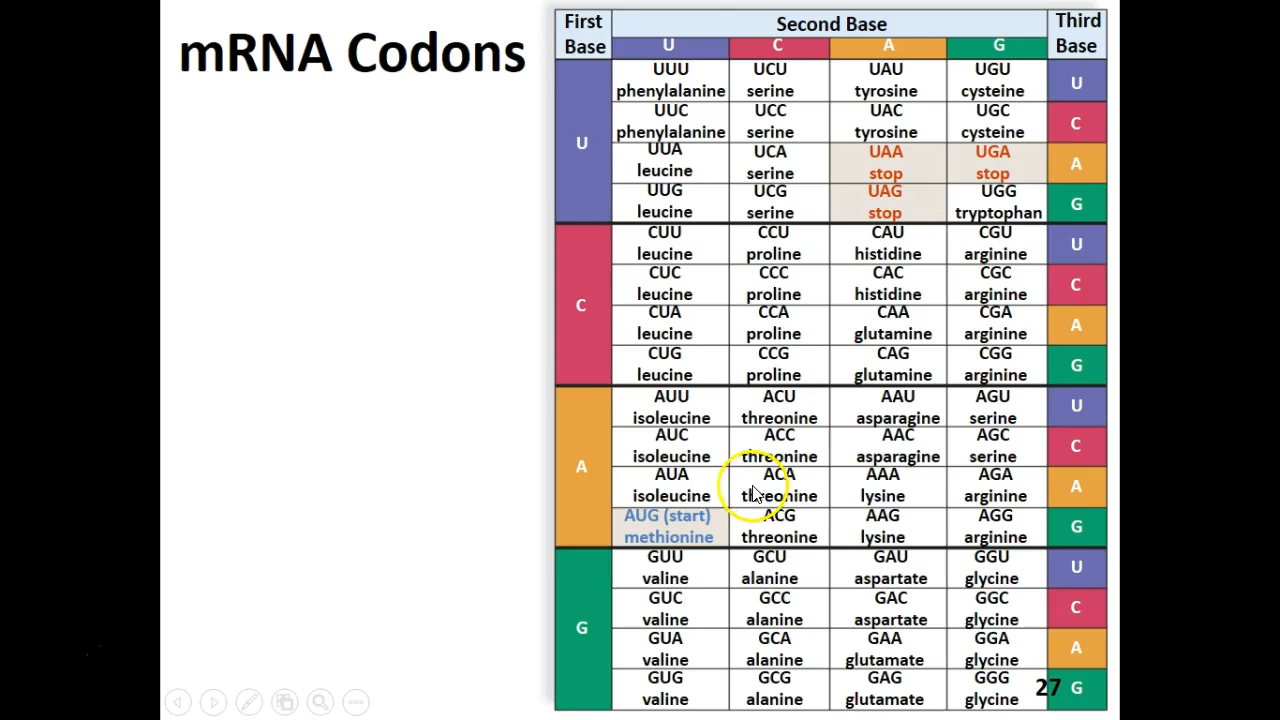 mRNA Codons
First Base Second Base Third Base
U C A G
U
UUU UCU UAU UGU U
phenylalanine serine tyrosine cysteine
UUC UCC UAC UGC C
phenylalanine serine tyrosine cysteine
UUA UCA UAA UGA A
leucine serine stop stop
UUG UCG UAG UGG G
leucine serine stop tryptophan
C
CUU CCU CAU CGU U
leucine proline histidine arginine
CUC CCC CAC CGC C
leucine proline histidine arginine
CUA CCA CAA CGA A
leucine proline glutamine arginine
CUG CCG CAG CGG G
leucine proline glutamine arginine
A
AUU ACU AAU AGU U
isoleucine threonine asparagine serine
AUC ACC AAC AGC C
isoleucine threonine asparagine serine
AUA ACA AAA AGA A
isoleucine threonine lysine arginine
AUG (start) ACG AAG AGG G
methionine threonine lysine arginine
G
GUU GCU GAU GGU U
valine alanine aspartate glycine
GUC GCC GAC GGC C
valine alanine aspartate glycine
GUA GCA GAA GGA A
valine alanine glutamate glycine
GUG GCG GAG GGG G
valine alanine glutamate glycine
27